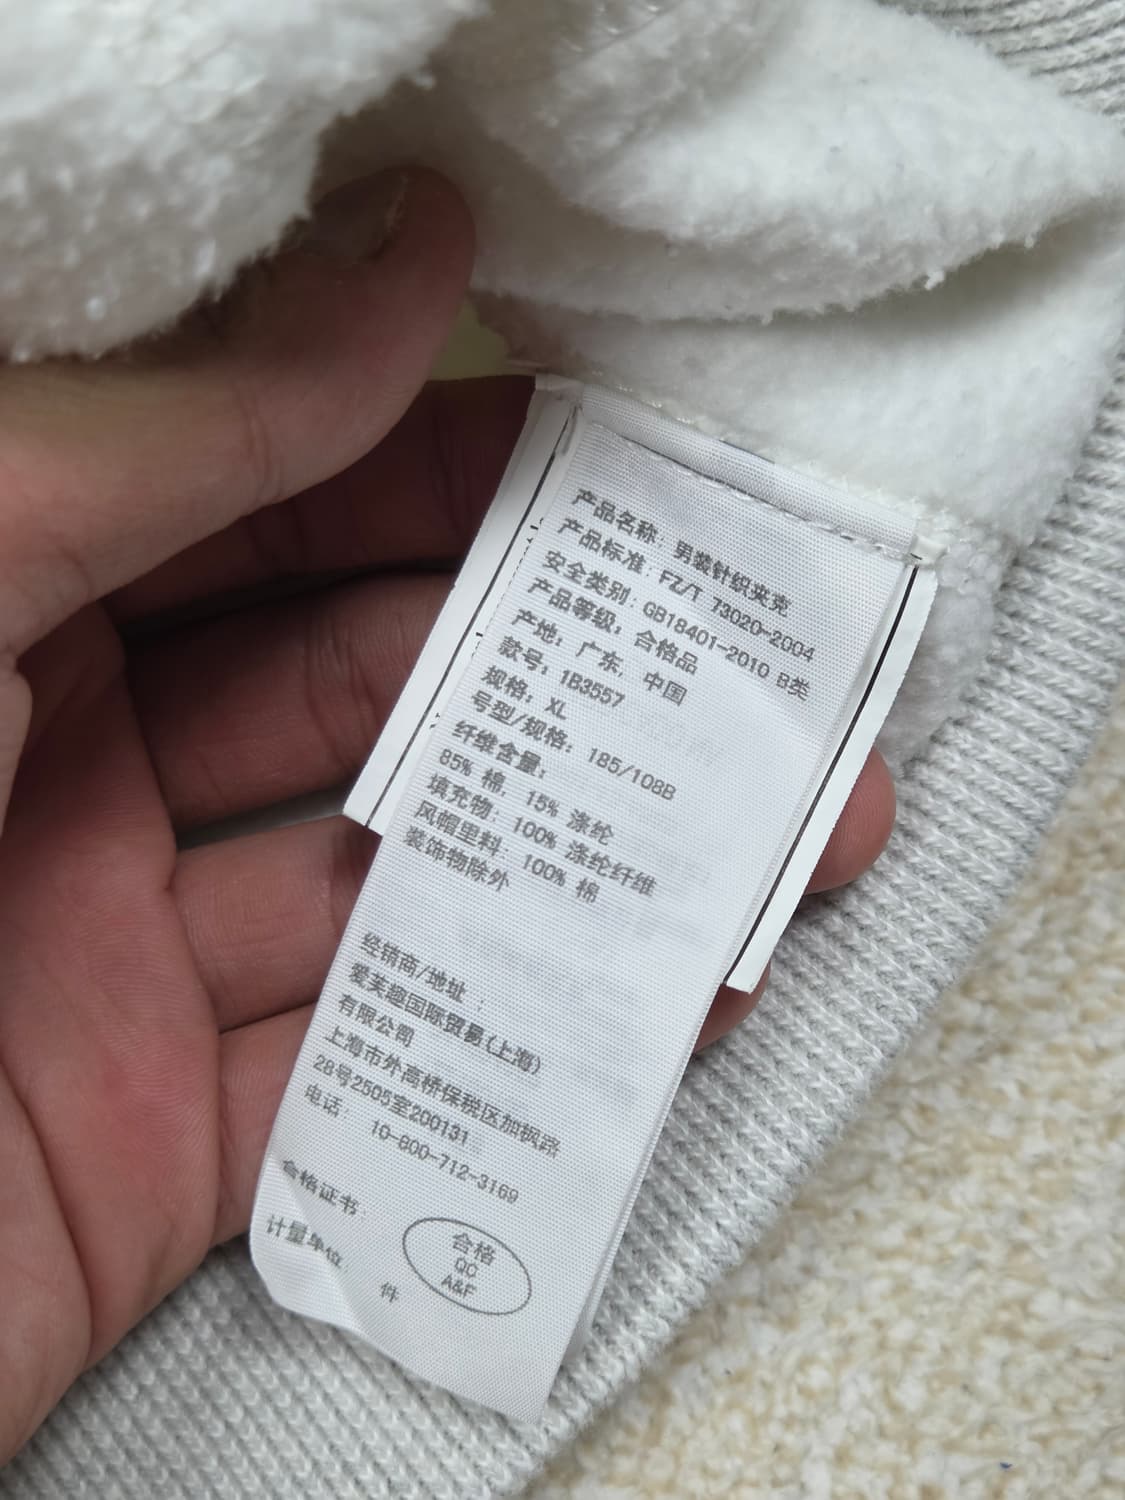 产品名称：男装针织夹克
产品标准：FZ/T 73020-2004
安全类别：GB18401-2010 B类
产品等级：合格品
产地：广东，中国
款号：1B3557
规格：XL
号型/规格：185/108B
纤维含量：
85% 棉，15% 涤纶
填充物：100% 涤纶纤维
风帽里料：100% 棉
装饰物除外
经销商/地址：
爱芙趣国际贸易(上海)
有限公司
上海市外高桥保税区加枫路
28号2505室200131
电话：
10-800-712-3169
合格证书：
合格
QC
A&F
计量单位
件